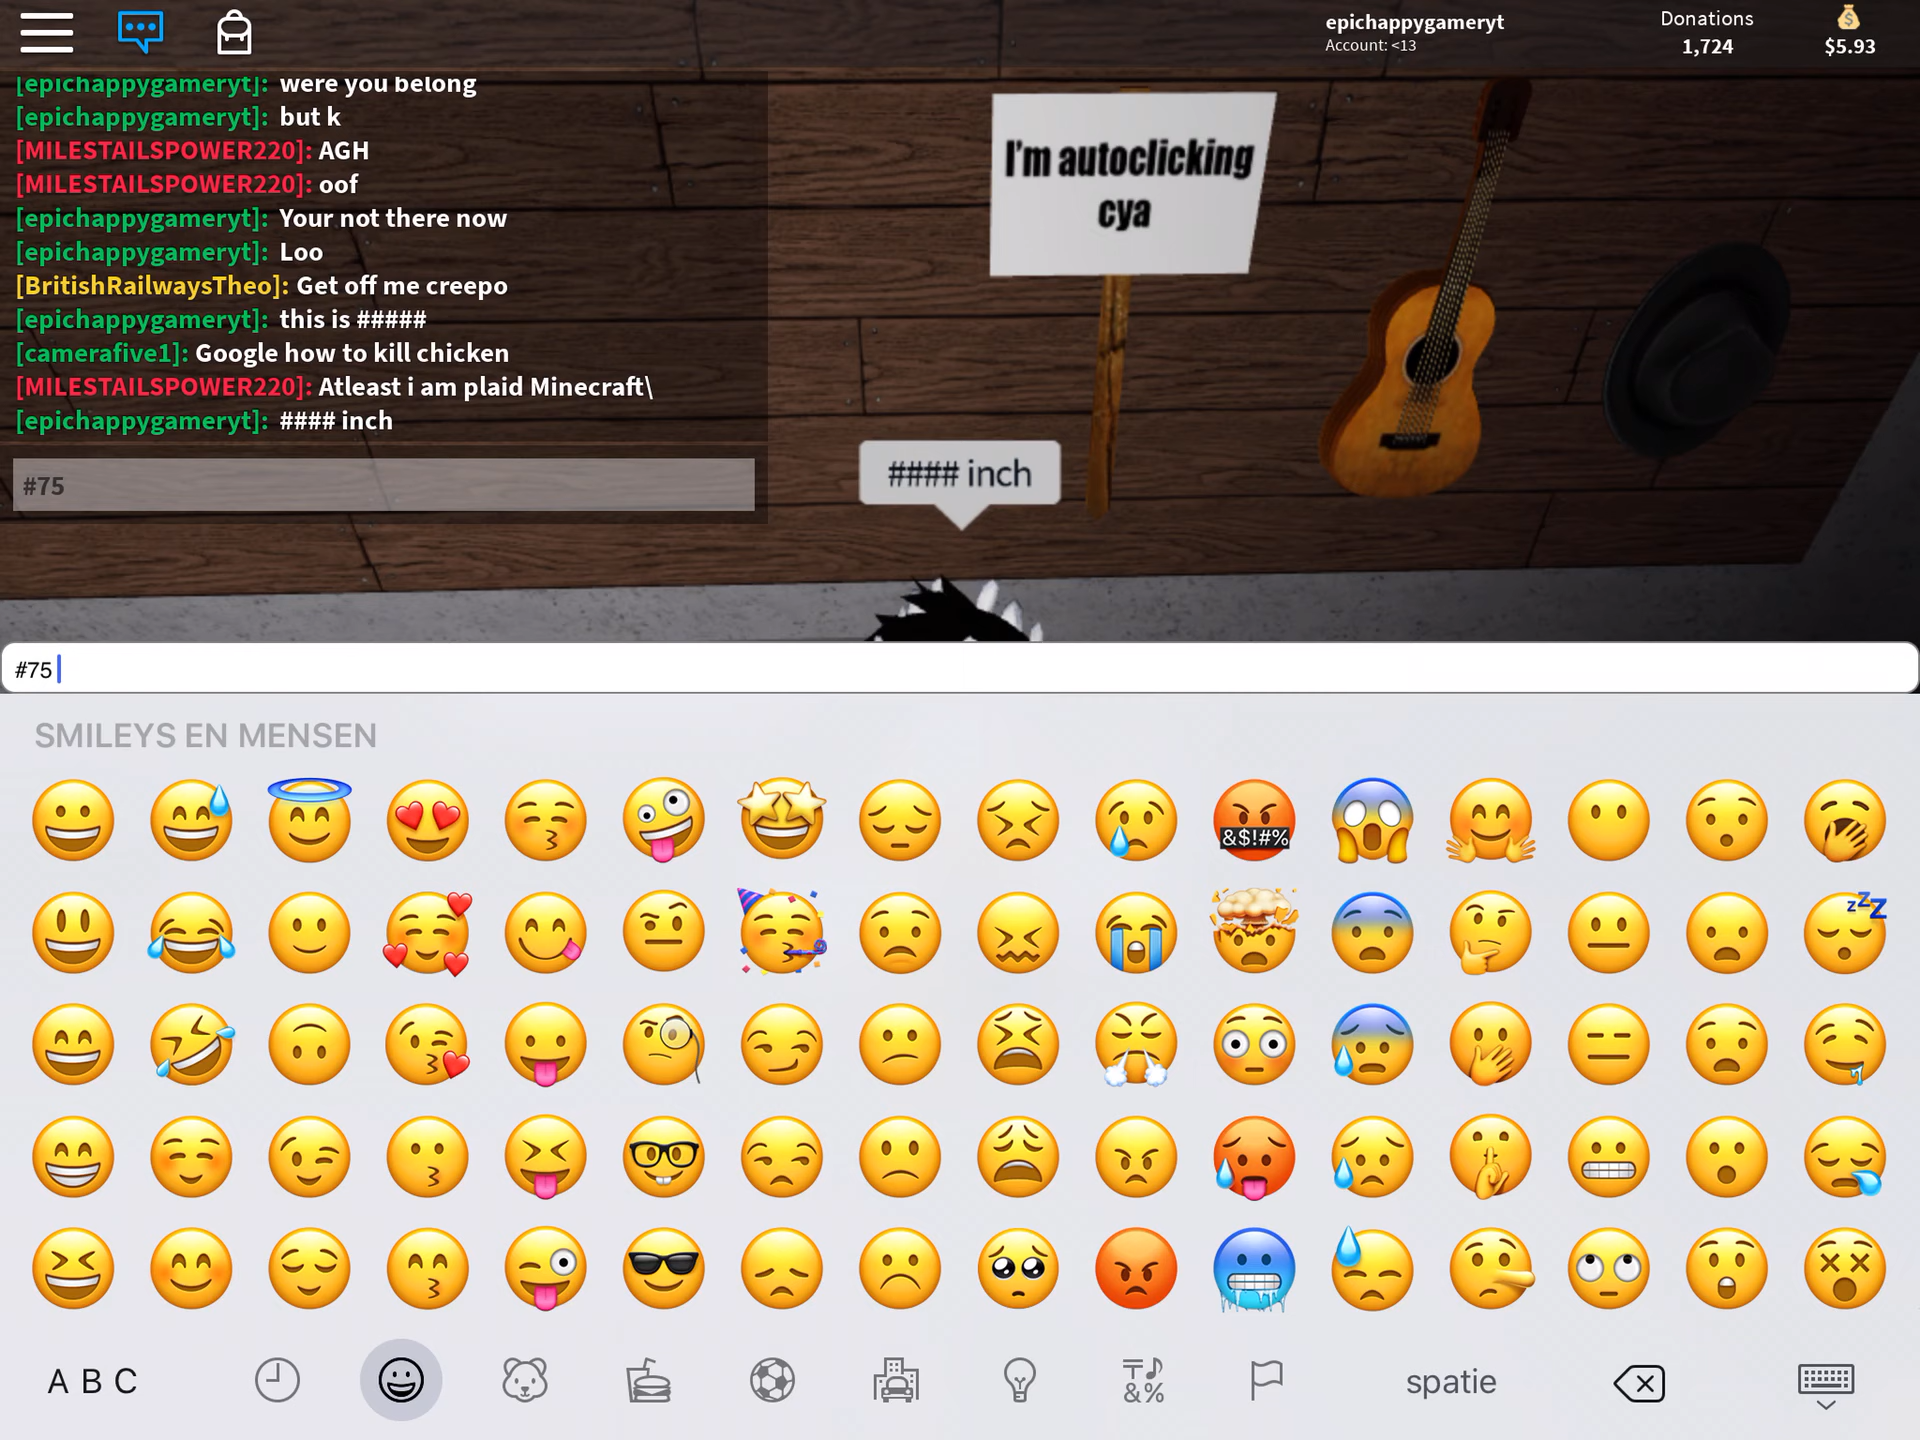 epichappygameryt
Account: <13
Donations
1,724
$5.93
[epichappygameryt]: were you belong
[epichappygameryt]: but k
[MILESTAILSPOWER220]: AGH
[MILESTAILSPOWER220]: oof
[epichappygameryt]: Your not there now
[epichappygameryt]: Loo
[BritishRailwaysTheo]: Get off me creepo
[epichappygameryt]: this is #####
[camerafive1]: Google how to kill chicken
[MILESTAILSPOWER220]: Atleast i am plaid Minecraft\
[epichappygameryt]: #### inch
#75
I'm autoclicking
cya
#### inch
#75
SMILEYS EN MENSEN
&$!#%
zzZ
ABC
&%
spatie